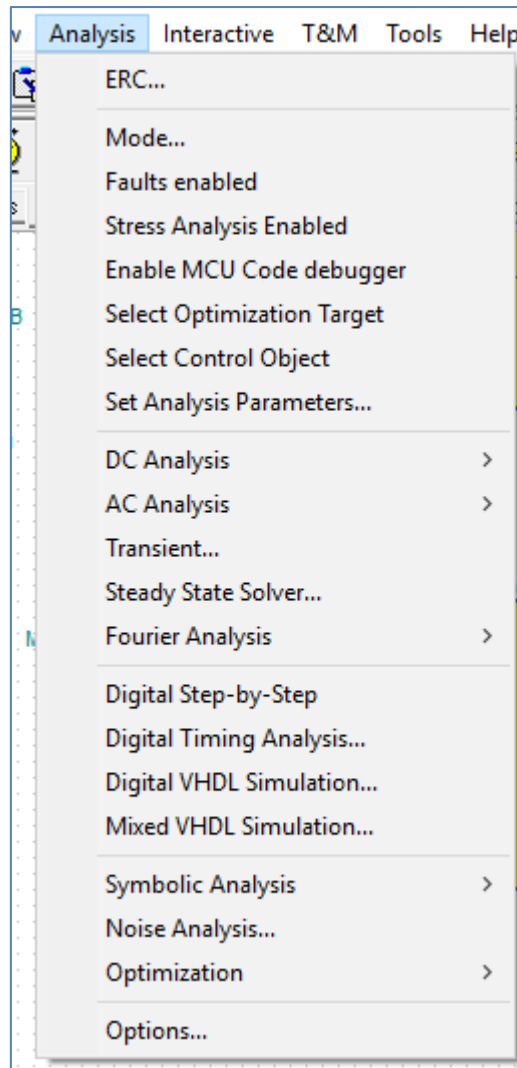 Analysis Interactive T&M Tools Help
ERC...
Mode...
Faults enabled
Stress Analysis Enabled
Enable MCU Code debugger
Select Optimization Target
Select Control Object
Set Analysis Parameters...
DC Analysis
AC Analysis
Transient...
Steady State Solver...
Fourier Analysis
Digital Step-by-Step
Digital Timing Analysis...
Digital VHDL Simulation...
Mixed VHDL Simulation...
Symbolic Analysis
Noise Analysis...
Optimization
Options...